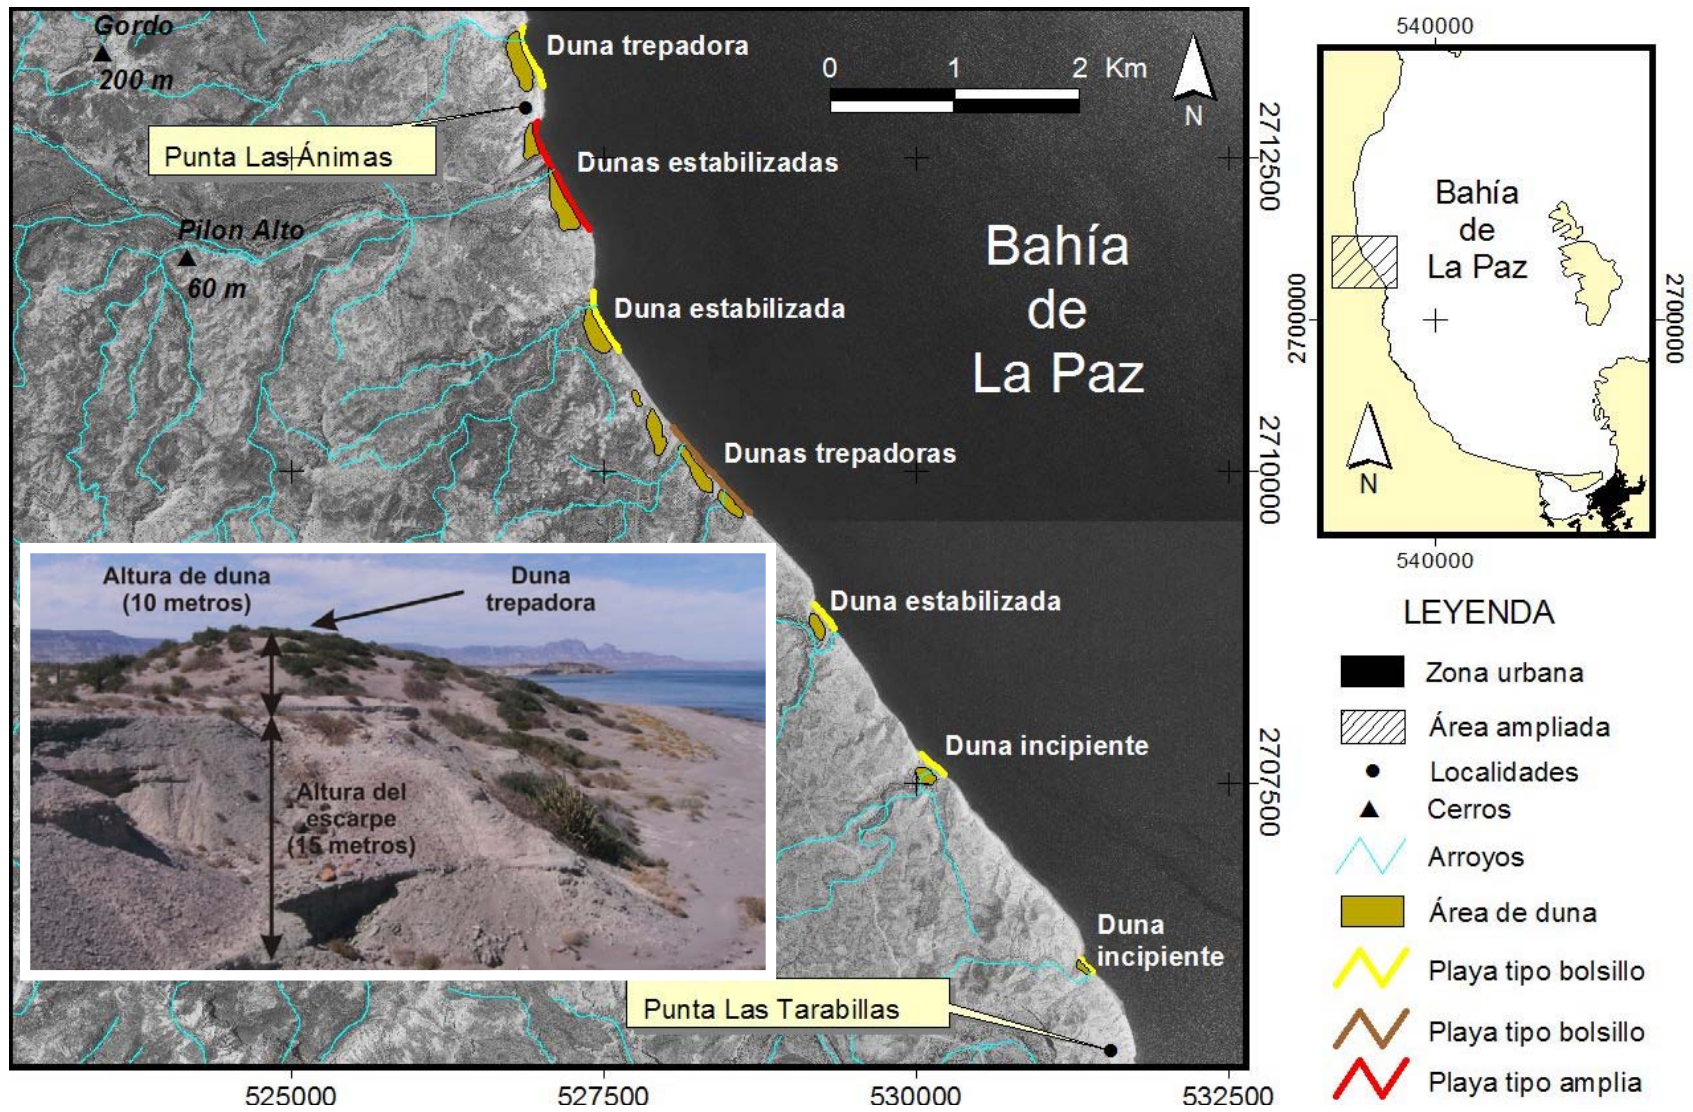 Gordo
200 m
Duna trepadora
0 1 2 Km
N
Punta Las Ánimas
Dunas estabilizadas
Pilon Alto
60 m
Bahía
de
La Paz
Duna estabilizada
Dunas trepadoras
Duna estabilizada
Duna incipiente
Duna
incipiente
Punta Las Tarabillas
Altura de duna
(10 metros)
Duna
trepadora
Altura del
escarpe
(15 metros)
2712500
2710000
2707500
525000 527500 530000 532500
540000
Bahía
de
La Paz
2700000
2700000
N
540000
LEYENDA
Zona urbana
Área ampliada
Localidades
Cerros
Arroyos
Área de duna
Playa tipo bolsillo
Playa tipo bolsillo
Playa tipo amplia